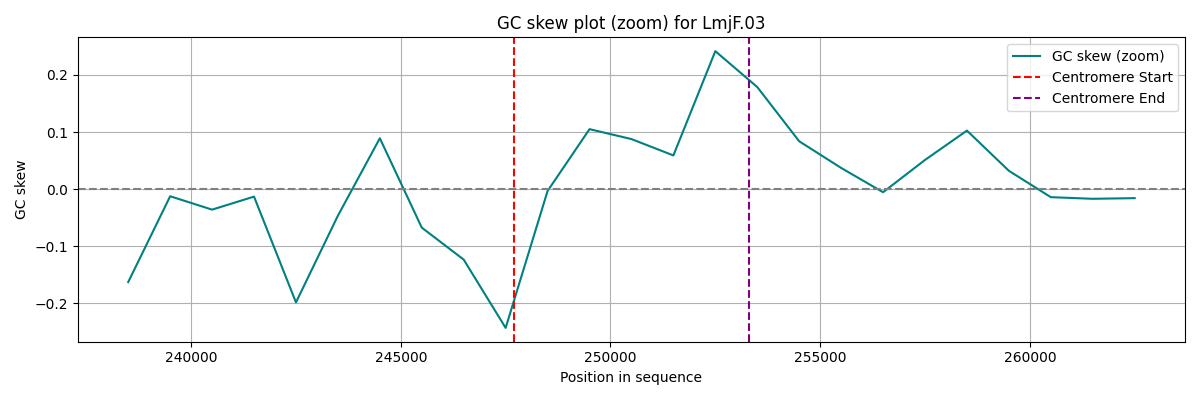 GC skew plot (zoom) for LmjF.03
GC skew (zoom)
Centromere Start
Centromere End
0.2
0.1
0.0
−0.1
−0.2
GC skew
240000
245000
250000
255000
260000
Position in sequence